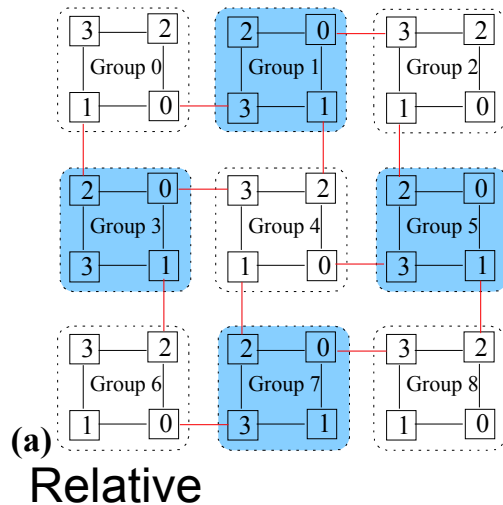 3 2 2 0 3 2
Group 0 Group 1 Group 2
1 0 3 1 1 0
2 0 3 2 2 0
Group 3 Group 4 Group 5
3 1 1 0 3 1
3 2 2 0 3 2
Group 6 Group 7 Group 8
1 0 3 1 1 0
(a)
Relative